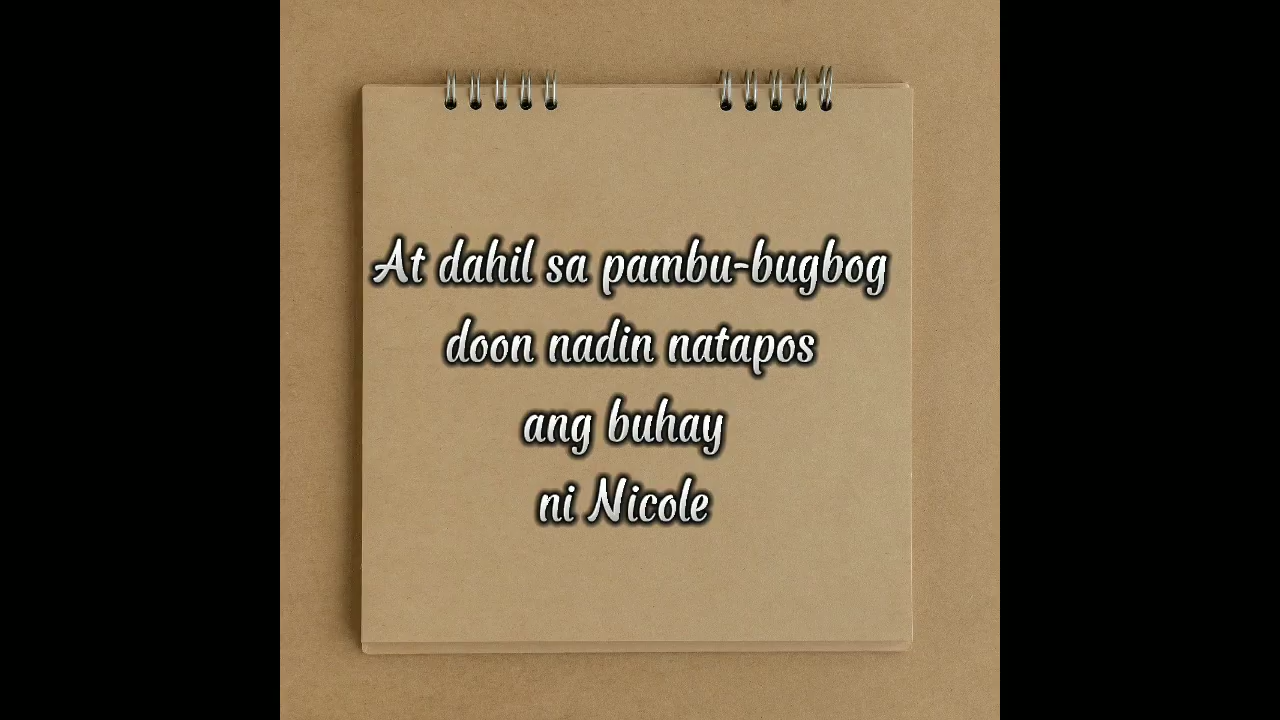 At dahil sa pambu-bugbog
doon nadin natapos
ang buhay
ni Nicole